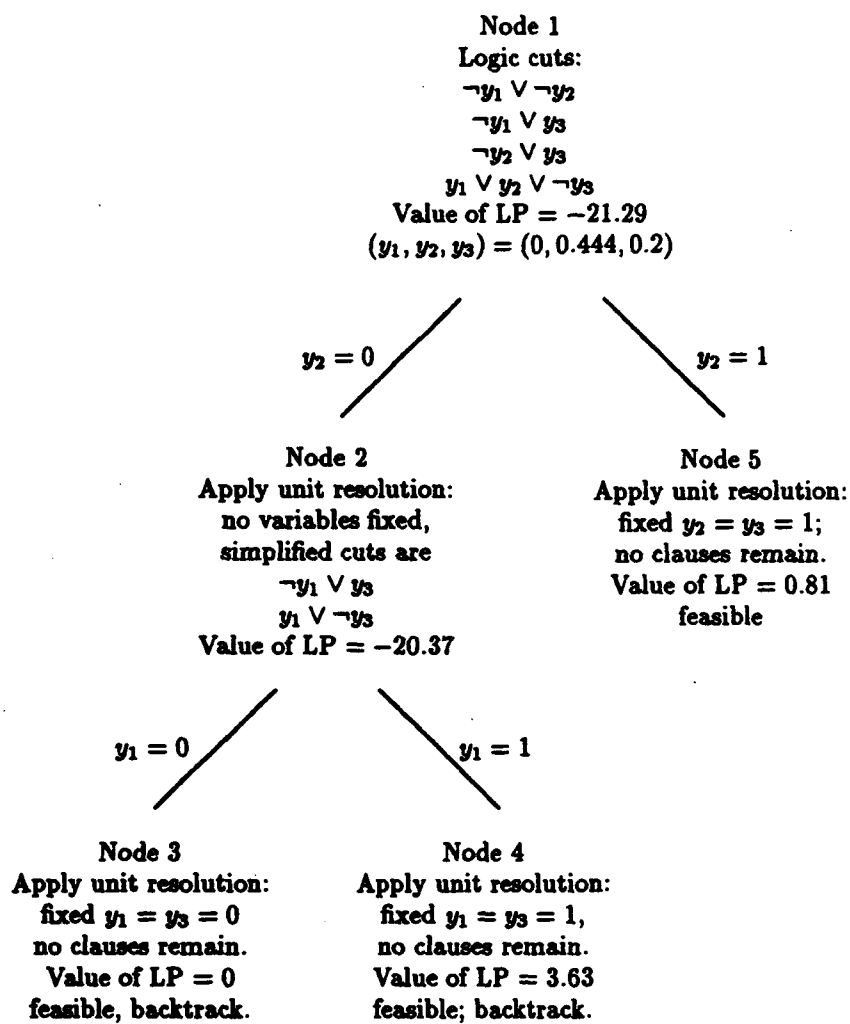 Node 1
Logic cuts:
¬y₁ ∨ ¬y₂
¬y₁ ∨ y₃
¬y₂ ∨ y₃
y₁ ∨ y₂ ∨ ¬y₃
Value of LP = −21.29
(y₁, y₂, y₃) = (0, 0.444, 0.2)
y₂ = 0
y₂ = 1
Node 2
Apply unit resolution:
no variables fixed,
simplified cuts are
¬y₁ ∨ y₃
y₁ ∨ ¬y₃
Value of LP = −20.37
Node 5
Apply unit resolution:
fixed y₂ = y₃ = 1;
no clauses remain.
Value of LP = 0.81
feasible
y₁ = 0
y₁ = 1
Node 3
Apply unit resolution:
fixed y₁ = y₃ = 0
no clauses remain.
Value of LP = 0
feasible, backtrack.
Node 4
Apply unit resolution:
fixed y₁ = y₃ = 1,
no clauses remain.
Value of LP = 3.63
feasible; backtrack.